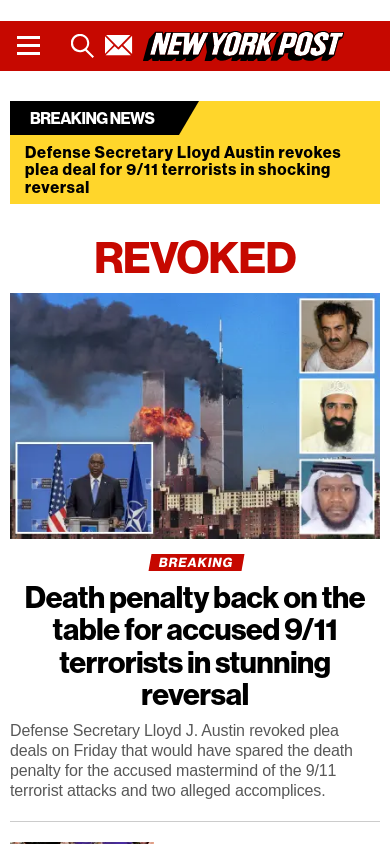 NEW YORK POST
BREAKING NEWS
Defense Secretary Lloyd Austin revokes
plea deal for 9/11 terrorists in shocking
reversal
REVOKED
BREAKING
Death penalty back on the
table for accused 9/11
terrorists in stunning
reversal
Defense Secretary Lloyd J. Austin revoked plea
deals on Friday that would have spared the death
penalty for the accused mastermind of the 9/11
terrorist attacks and two alleged accomplices.